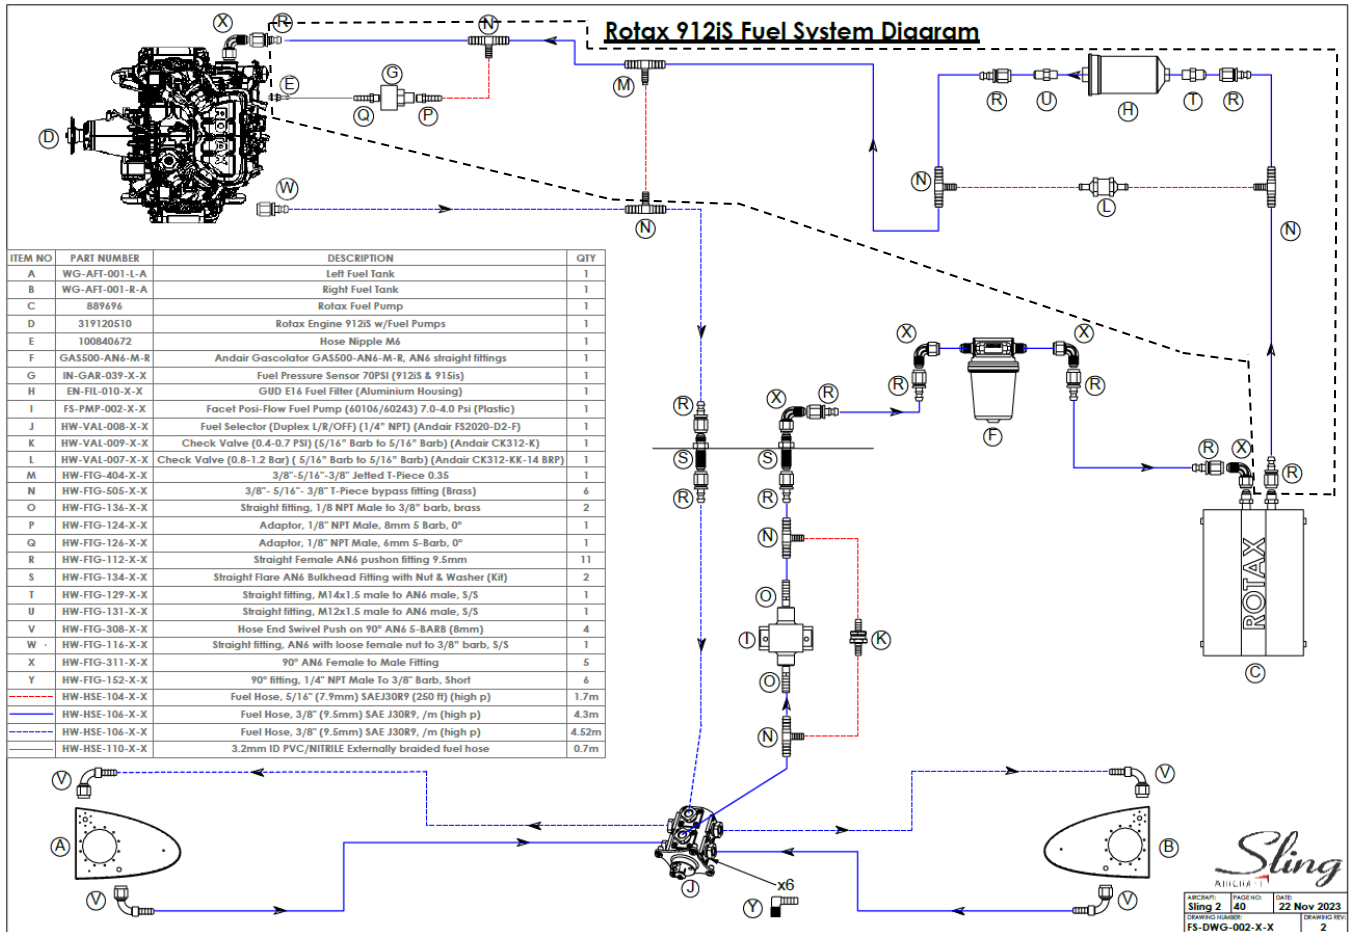 Rotax 912iS Fuel System Diagram
X
R
N
E
G
Q
P
M
D
W
N
R
U
H
T
R
N
L
N
ROTAX
ITEM NO PART NUMBER DESCRIPTION QTY
A WG-AFT-001-L-A Left Fuel Tank 1
B WG-AFT-001-R-A Right Fuel Tank 1
C 889696 Rotax Fuel Pump 1
D 319120510 Rotax Engine 912iS w/Fuel Pumps 1
E 100840672 Hose Nipple M6 1
F GAS500-AN6-M-R Andair Gascolator GAS500-AN6-M-R, AN6 straight fittings 1
G IN-GAR-039-X-X Fuel Pressure Sensor 70PSI (912iS & 915is) 1
H EN-FIL-010-X-X GUD E16 Fuel Filter (Aluminium Housing) 1
I FS-PMP-002-X-X Facet Posi-Flow Fuel Pump (60106/60243) 7.0-4.0 Psi (Plastic) 1
J HW-VAL-008-X-X Fuel Selector (Duplex L/R/OFF) (1/4" NPT) (Andair FS2020-D2-F) 1
K HW-VAL-009-X-X Check Valve (0.4-0.7 PSI) (5/16" Barb to 5/16" Barb) (Andair CK312-K) 1
L HW-VAL-007-X-X Check Valve (0.8-1.2 Bar) ( 5/16" Barb to 5/16" Barb) (Andair CK312-KK-14 BRP) 1
M HW-FTG-404-X-X 3/8"-5/16"-3/8" Jetted T-Piece 0.35 1
N HW-FTG-505-X-X 3/8"- 5/16"- 3/8" T-Piece bypass fitting (Brass) 6
O HW-FTG-136-X-X Straight fitting, 1/8 NPT Male to 3/8" barb, brass 2
P HW-FTG-124-X-X Adaptor, 1/8" NPT Male, 8mm 5 Barb, 0° 1
Q HW-FTG-126-X-X Adaptor, 1/8" NPT Male, 6mm 5-Barb, 0° 1
R HW-FTG-112-X-X Straight Female AN6 pushon fitting 9.5mm 11
S HW-FTG-134-X-X Straight Flare AN6 Bulkhead Fitting with Nut & Washer (Kit) 2
T HW-FTG-129-X-X Straight fitting, M14x1.5 male to AN6 male, S/S 1
U HW-FTG-131-X-X Straight fitting, M12x1.5 male to AN6 male, S/S 1
V HW-FTG-308-X-X Hose End Swivel Push on 90° AN6 5-BARB (8mm) 4
W - HW-FTG-116-X-X Straight fitting, AN6 with loose female nut to 3/8" barb, S/S 1
X HW-FTG-311-X-X 90° AN6 Female to Male Fitting 5
Y HW-FTG-152-X-X 90° fitting, 1/4" NPT Male To 3/8" Barb, Short 6
HW-HSE-104-X-X Fuel Hose, 5/16" (7.9mm) SAEJ30R9 (250 ft) (high p) 1.7m
HW-HSE-106-X-X Fuel Hose, 3/8" (9.5mm) SAE J30R9, /m (high p) 4.3m
HW-HSE-106-X-X Fuel Hose, 3/8" (9.5mm) SAE J30R9, /m (high p) 4.52m
HW-HSE-110-X-X 3.2mm ID PVC/NITRILE Externally braided fuel hose 0.7m
X
X
R
R
F
R
X
R
S
S
R
R
R
X
R
N
O
I
K
O
N
ROTAX
C
V
V
A
B
V
V
J
x6
Y
Sling
AIRCRAFT
AIRCRAFT: PAGE NO: DATE:
Sling 2 40 22 Nov 2023
DRAWING NUMBER: DRAWING REV:
FS-DWG-002-X-X 2